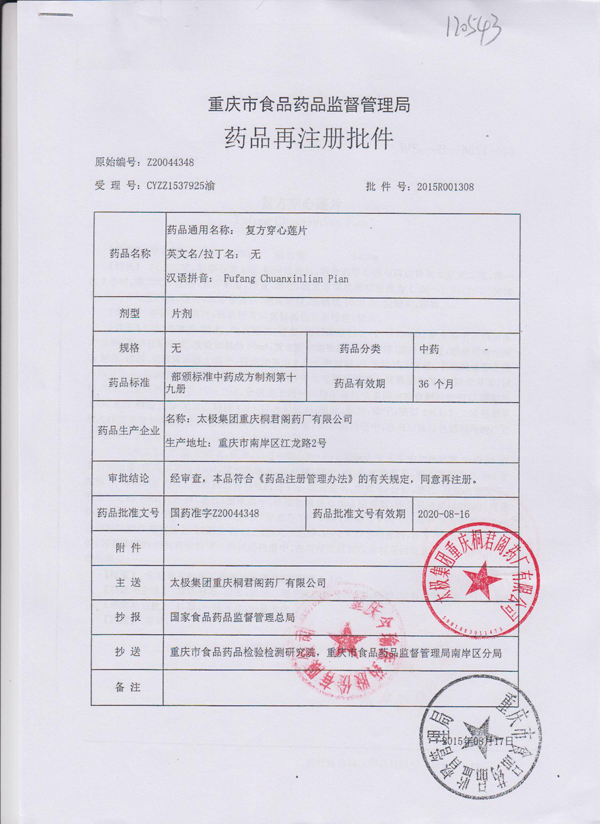 120543
重庆市食品药品监督管理局
药品再注册批件
原始编号：Z20044348
受 理 号：CYZZ1537925渝
批 件 号：2015R001308
药品名称
药品通用名称： 复方穿心莲片
英文名/拉丁名： 无
汉语拼音： Fufang Chuanxinlian Pian
剂型
片剂
规格
无
药品分类
中药
药品标准
部颁标准中药成方制剂第十
九册
药品有效期
36 个月
药品生产企业
名称：太极集团重庆桐君阁药厂有限公司
生产地址：重庆市南岸区江龙路2号
审批结论
经审查，本品符合《药品注册管理办法》的有关规定，同意再注册。
药品批准文号
国药准字Z20044348
药品批准文号有效期
2020-08-16
附 件
主 送
太极集团重庆桐君阁药厂有限公司
抄 报
国家食品药品监督管理总局
抄 送
重庆市食品药品检验检测研究院，重庆市食品药品监督管理局南岸区分局
备 注
太极集团重庆桐君阁药厂有限公司
重庆市食品药品监督管理局
2015年08月17日